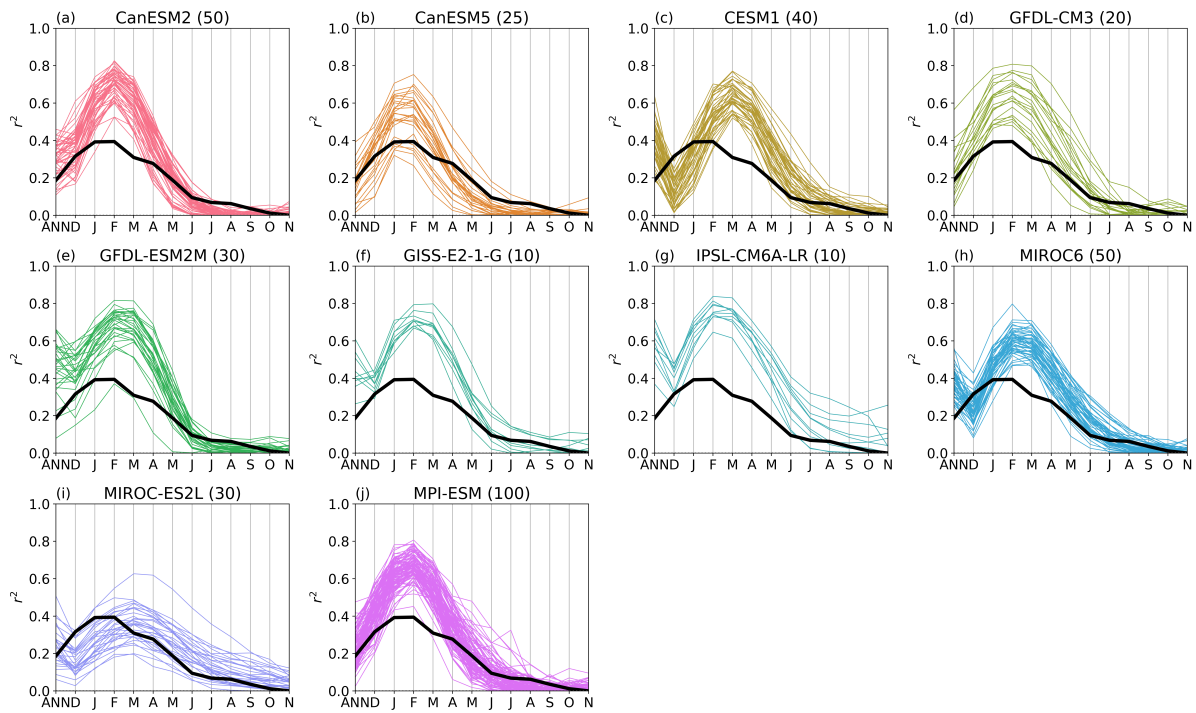 (a) CanESM2 (50)
1.0
0.8
0.6
0.4
0.2
0.0
r²
ANND J F M A M J J A S O N
(b) CanESM5 (25)
1.0
0.8
0.6
0.4
0.2
0.0
r²
ANND J F M A M J J A S O N
(c) CESM1 (40)
1.0
0.8
0.6
0.4
0.2
0.0
r²
ANND J F M A M J J A S O N
(d) GFDL-CM3 (20)
1.0
0.8
0.6
0.4
0.2
0.0
r²
ANND J F M A M J J A S O N
(e) GFDL-ESM2M (30)
1.0
0.8
0.6
0.4
0.2
0.0
r²
ANND J F M A M J J A S O N
(f) GISS-E2-1-G (10)
1.0
0.8
0.6
0.4
0.2
0.0
r²
ANND J F M A M J J A S O N
(g) IPSL-CM6A-LR (10)
1.0
0.8
0.6
0.4
0.2
0.0
r²
ANND J F M A M J J A S O N
(h) MIROC6 (50)
1.0
0.8
0.6
0.4
0.2
0.0
r²
ANND J F M A M J J A S O N
(i) MIROC-ES2L (30)
1.0
0.8
0.6
0.4
0.2
0.0
r²
ANND J F M A M J J A S O N
(j) MPI-ESM (100)
1.0
0.8
0.6
0.4
0.2
0.0
r²
ANND J F M A M J J A S O N